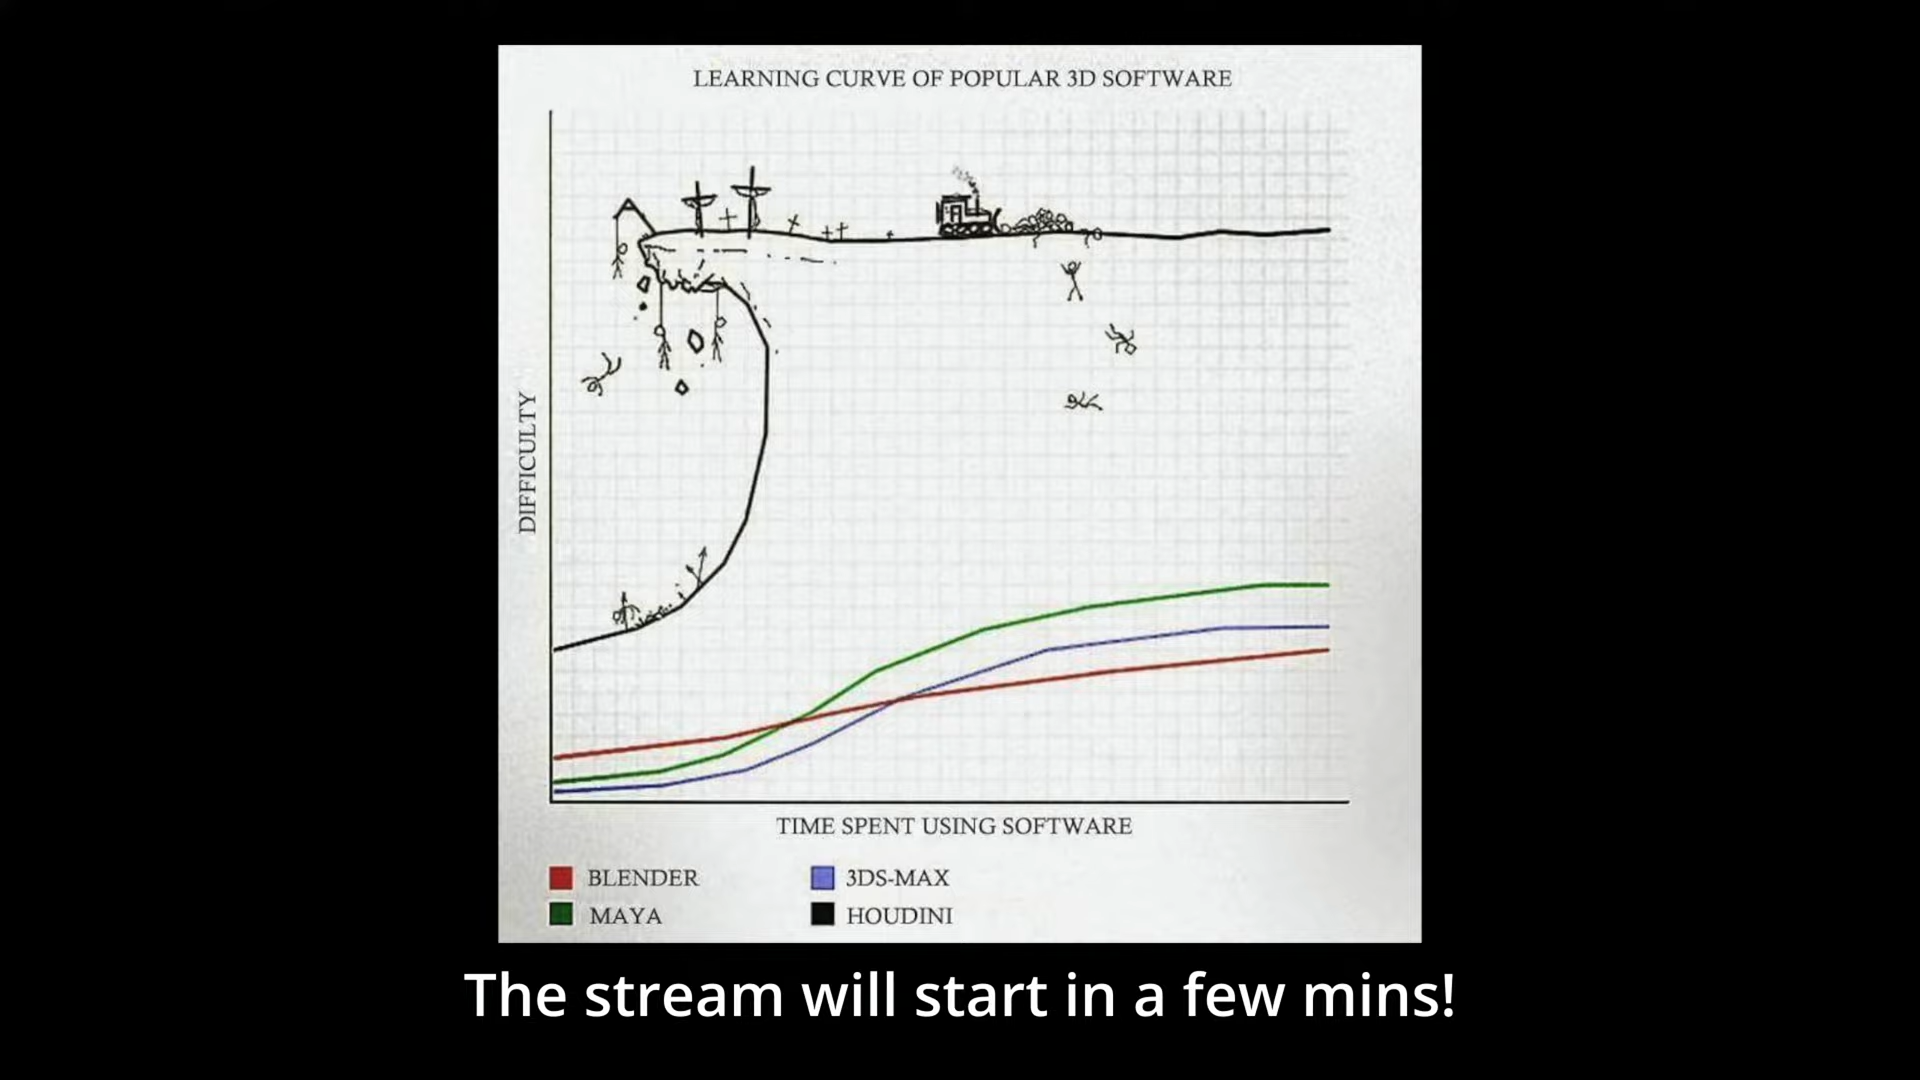 LEARNING CURVE OF POPULAR 3D SOFTWARE
DIFFICULTY
TIME SPENT USING SOFTWARE
BLENDER
3DS-MAX
MAYA
HOUDINI
The stream will start in a few mins!